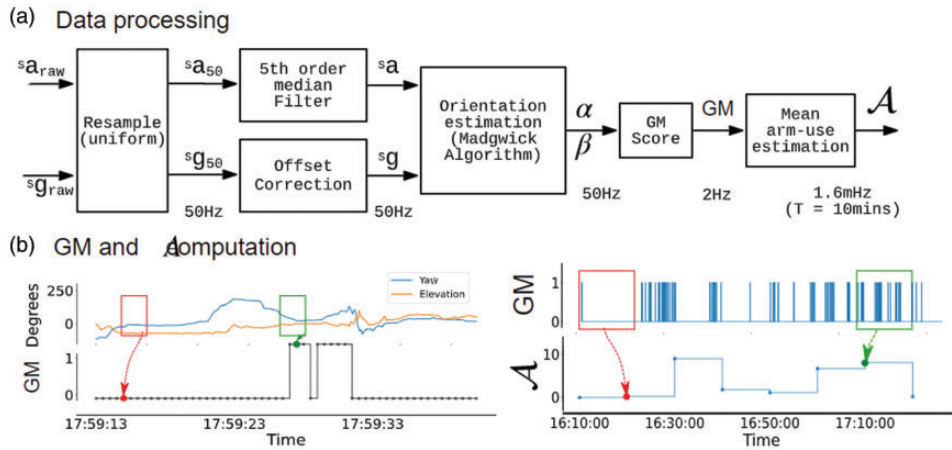 (a) Data processing
ˢa_raw
Resample
(uniform)
ˢa₅₀
5th order
median
Filter
ˢa
ˢg_raw
ˢg₅₀
50Hz
Offset
Correction
ˢg
50Hz
Orientation
estimation
(Madgwick
Algorithm)
α
β
50Hz
GM
Score
GM
2Hz
Mean
arm-use
estimation
𝒜
1.6mHz
(T = 10mins)
(b) GM and 𝒜computation
Degrees
250
0
Yaw
Elevation
GM
1
0
17:59:13 17:59:23 17:59:33
Time
GM
1
0
𝒜
10
0
16:10:00 16:30:00 16:50:00 17:10:00
Time